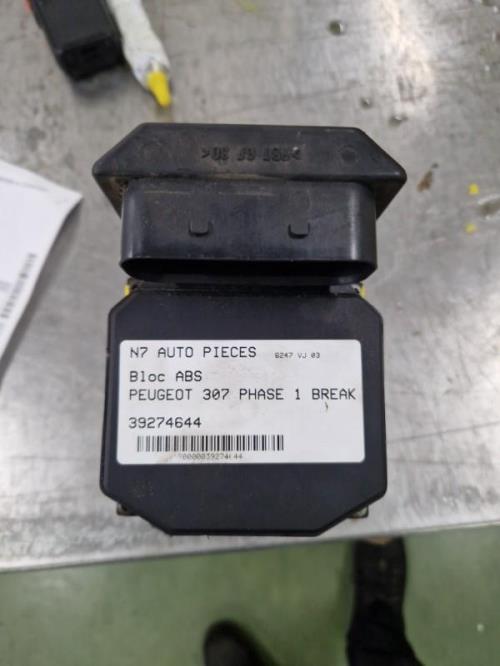 N7 AUTO PIECES 6247 VJ 03
Bloc ABS
PEUGEOT 307 PHASE 1 BREAK
39274644